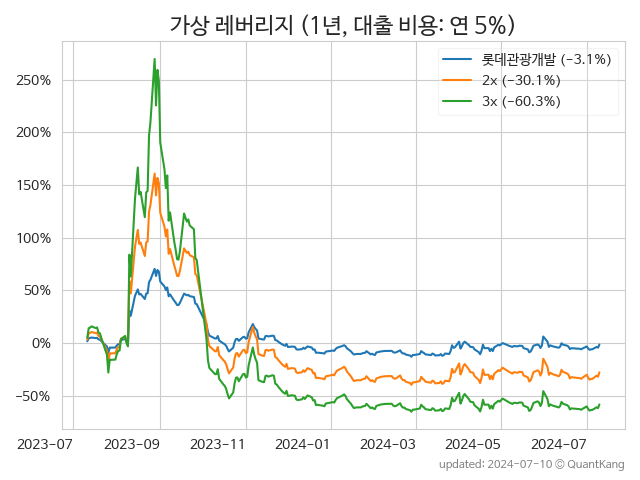 가상 레버리지 (1년, 대출 비용: 연 5%)
롯데관광개발 (−3.1%)
2x (−30.1%)
3x (−60.3%)
250%
200%
150%
100%
50%
0%
−50%
2023-07
2023-09
2023-11
2024-01
2024-03
2024-05
2024-07
updated: 2024-07-10 © QuantKang